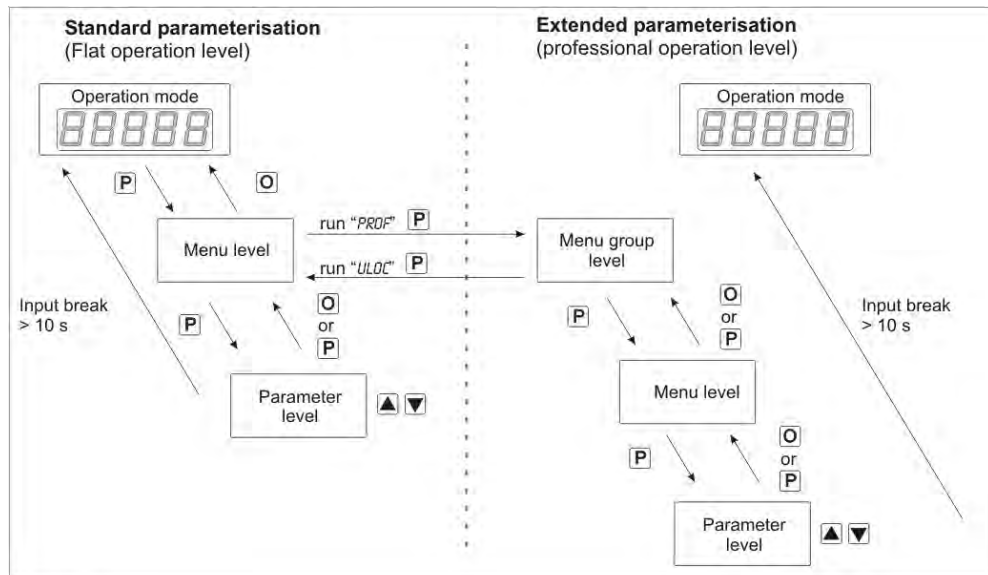 Standard parameterisation
(Flat operation level)
Operation mode
88888
P
O
Menu level
run "PROF" P
run "ULOC" P
Input break
> 10 s
P
O
or
P
Parameter
level
▲ ▼
Extended parameterisation
(professional operation level)
Operation mode
88888
Menu group
level
P
O
or
P
Input break
> 10 s
Menu level
P
O
or
P
Parameter
level
▲ ▼